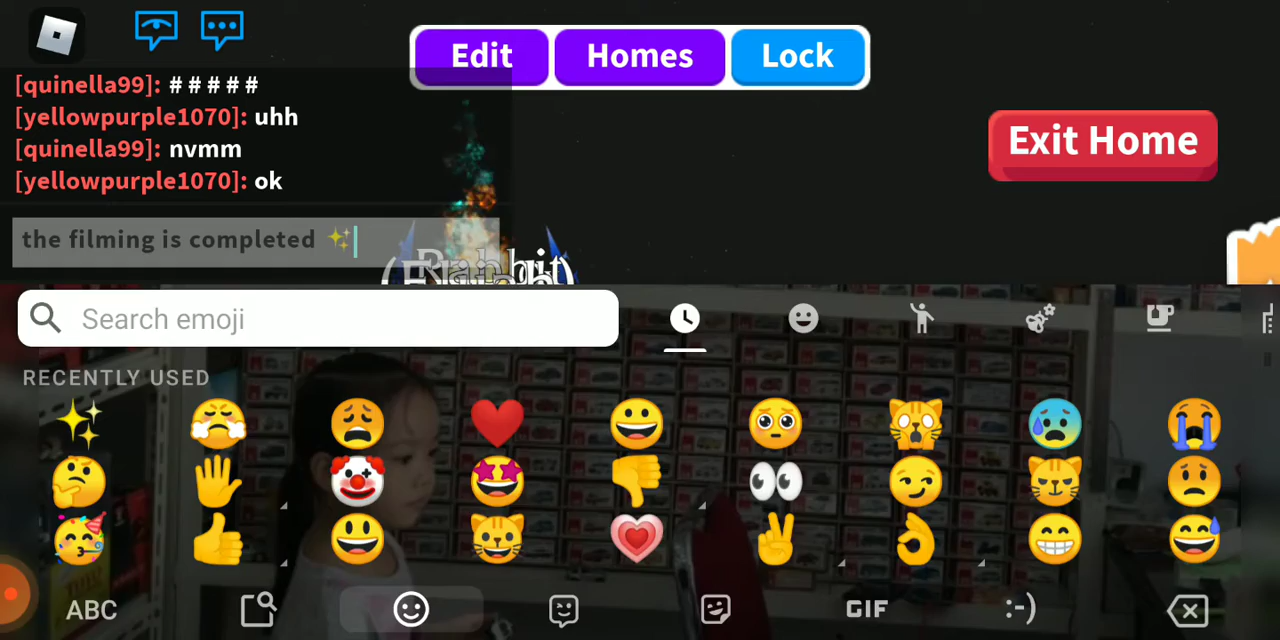 Edit Homes Lock
[quinella99]: # # # # #
[yellowpurple1070]: uhh
[quinella99]: nvmm
[yellowpurple1070]: ok
Exit Home
the filming is completed ✨
Search emoji
RECENTLY USED
ABC GIF :-)